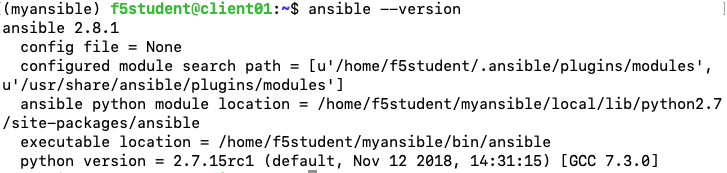 (myansible) f5student@client01:~$ ansible --version
ansible 2.8.1
  config file = None
  configured module search path = [u'/home/f5student/.ansible/plugins/modules',
u'/usr/share/ansible/plugins/modules']
  ansible python module location = /home/f5student/myansible/local/lib/python2.7
/site-packages/ansible
  executable location = /home/f5student/myansible/bin/ansible
  python version = 2.7.15rc1 (default, Nov 12 2018, 14:31:15) [GCC 7.3.0]